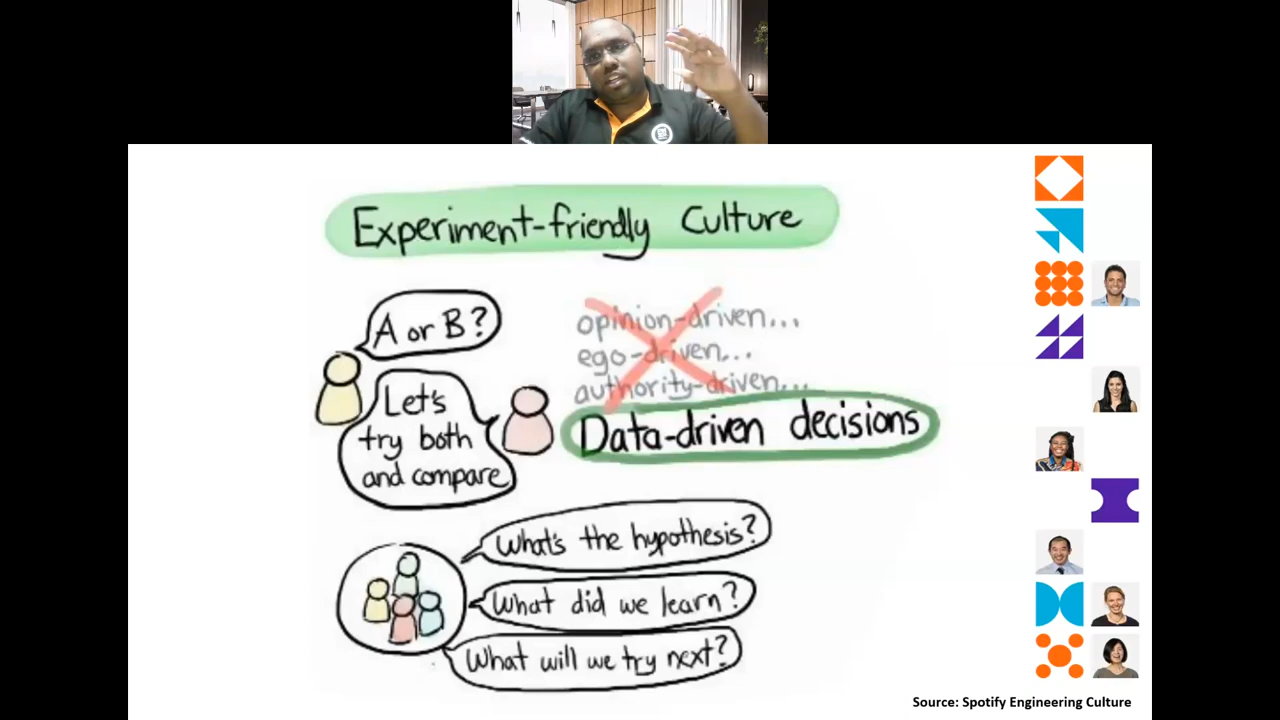 Experiment-friendly Culture
A or B?
Let's
try both
and compare
opinion-driven...
ego-driven...
authority-driven...
Data-driven decisions
What's the hypothesis?
What did we learn?
What will we try next?
Source: Spotify Engineering Culture